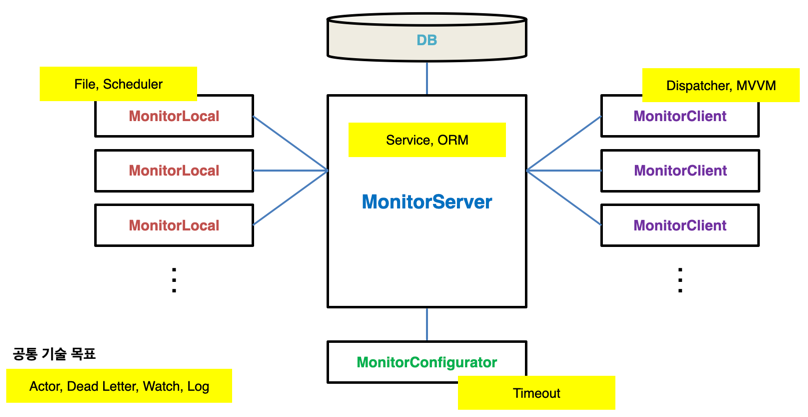 DB
File, Scheduler
MonitorLocal
MonitorLocal
MonitorLocal
Service, ORM
MonitorServer
Dispatcher, MVVM
MonitorClient
MonitorClient
MonitorClient
공통 기술 목표
Actor, Dead Letter, Watch, Log
MonitorConfigurator
Timeout